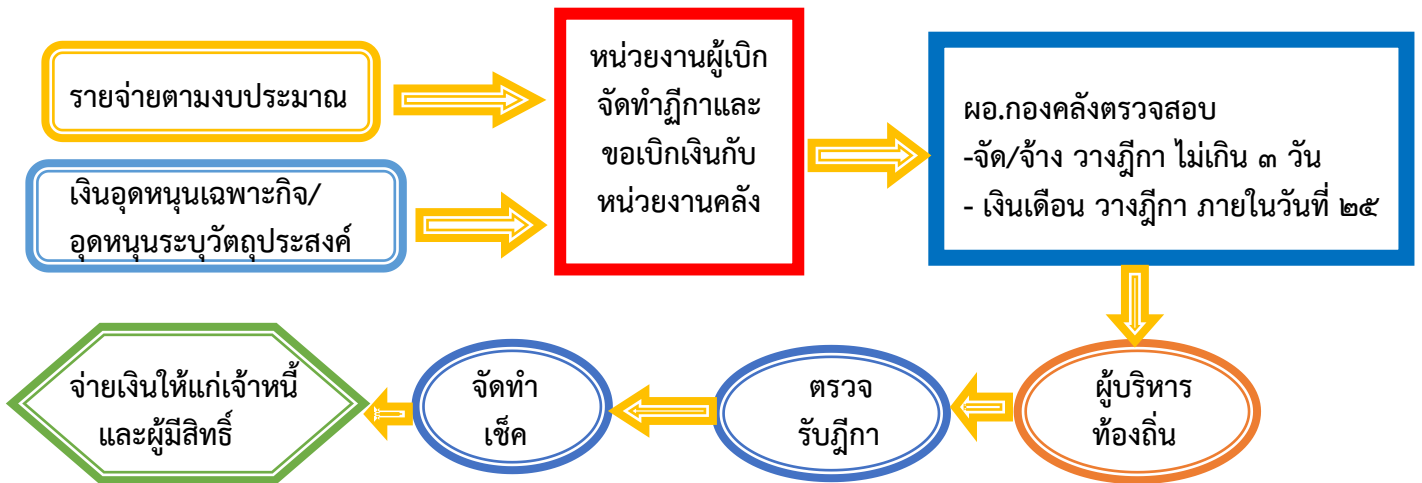 รายจ่ายตามงบประมาณ
เงินอุดหนุนเฉพาะกิจ/
อุดหนุนระบุวัตถุประสงค์
หน่วยงานผู้เบิก
จัดทำฎีกาและ
ขอเบิกเงินกับ
หน่วยงานคลัง
ผอ.กองคลังตรวจสอบ
-จัด/จ้าง วางฎีกา ไม่เกิน ๓ วัน
- เงินเดือน วางฎีกา ภายในวันที่ ๒๕
ผู้บริหาร
ท้องถิ่น
ตรวจ
รับฎีกา
จัดทำ
เช็ค
จ่ายเงินให้แก่เจ้าหนี้
และผู้มีสิทธิ์